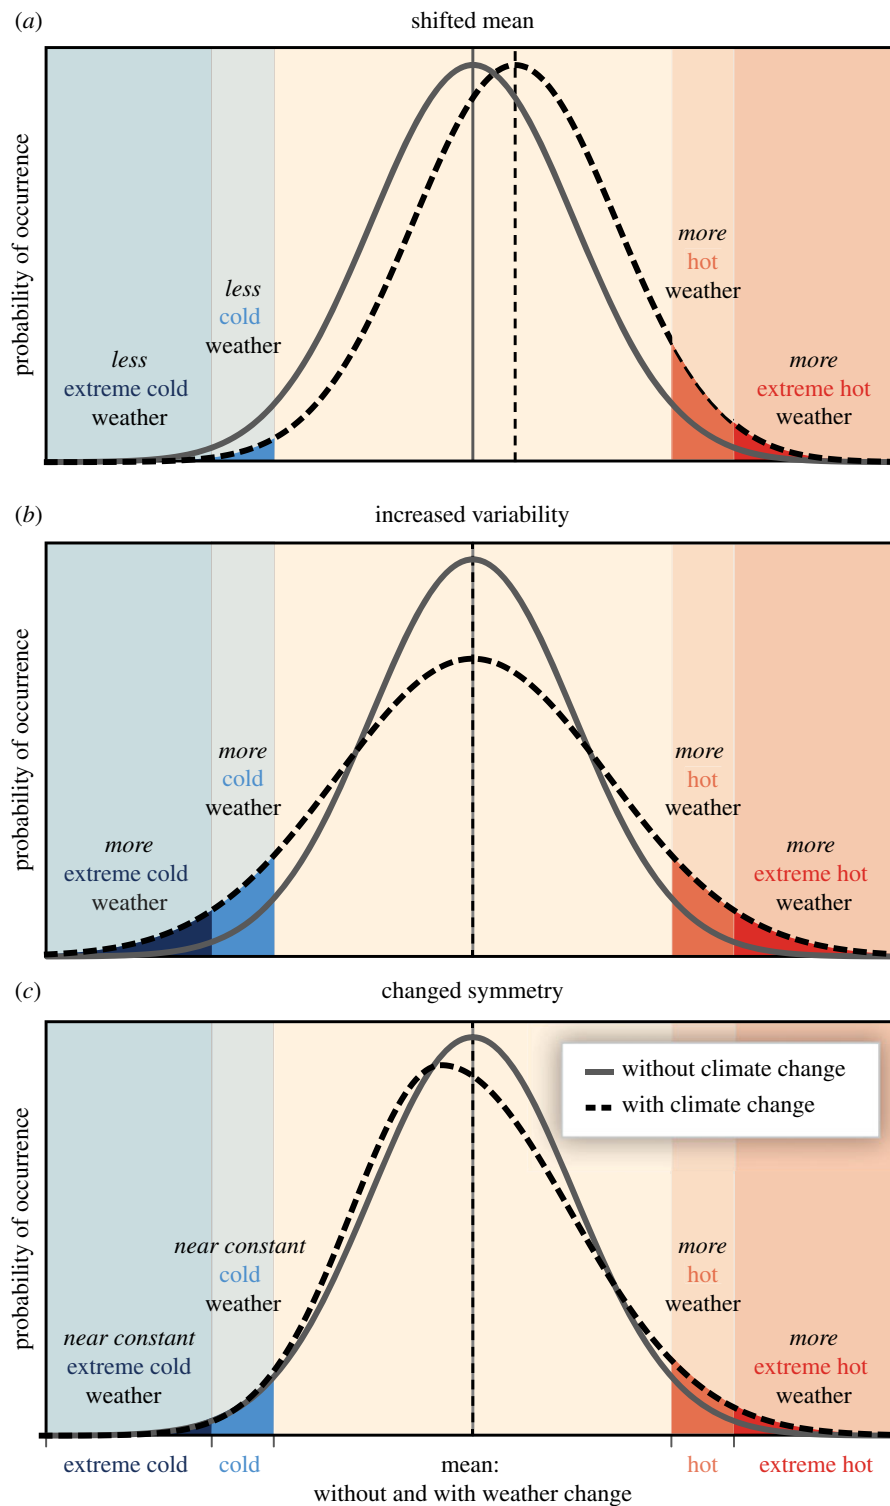 (a)
shifted mean
probability of occurrence
less
extreme cold
weather
less
cold
weather
more
hot
weather
more
extreme hot
weather
(b)
increased variability
probability of occurrence
more
extreme cold
weather
more
cold
weather
more
hot
weather
more
extreme hot
weather
(c)
changed symmetry
probability of occurrence
without climate change
with climate change
near constant
extreme cold
weather
near constant
cold
weather
more
hot
weather
more
extreme hot
weather
extreme cold
cold
mean:
without and with weather change
hot
extreme hot